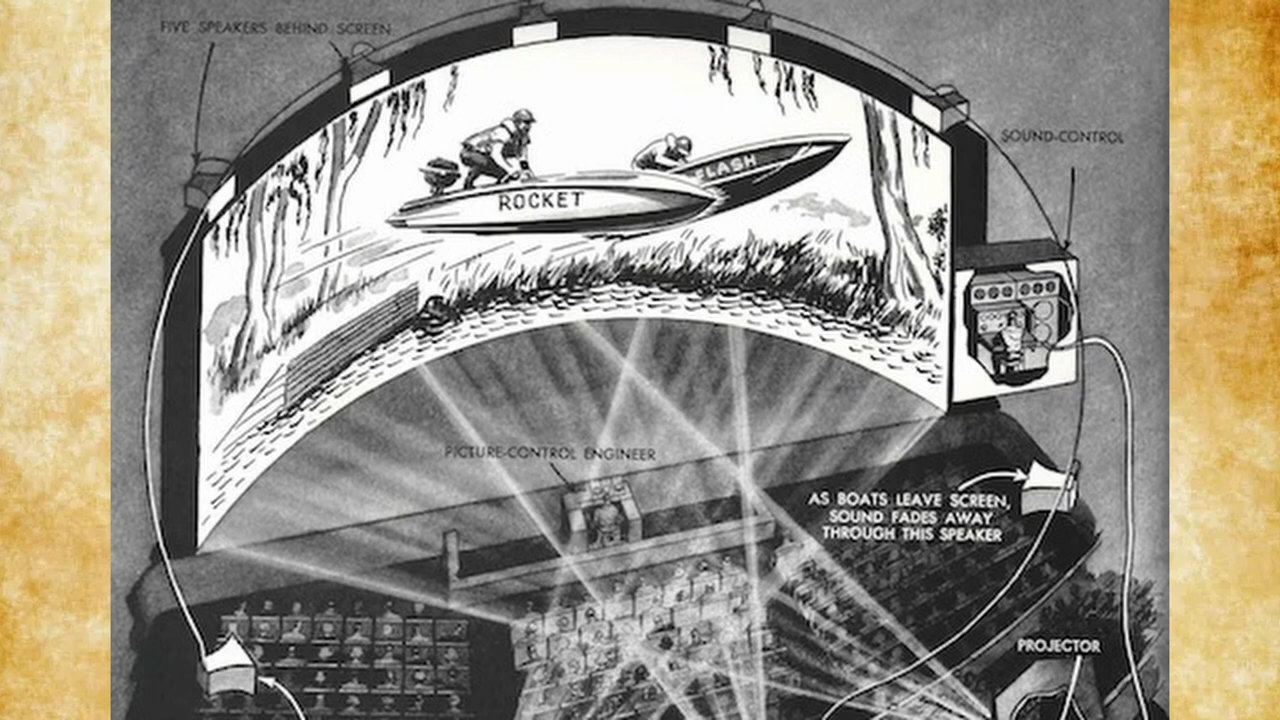 FIVE SPEAKERS BEHIND SCREEN
SOUND-CONTROL
FLASH
ROCKET
PICTURE-CONTROL ENGINEER
AS BOATS LEAVE SCREEN,
SOUND FADES AWAY
THROUGH THIS SPEAKER
PROJECTOR